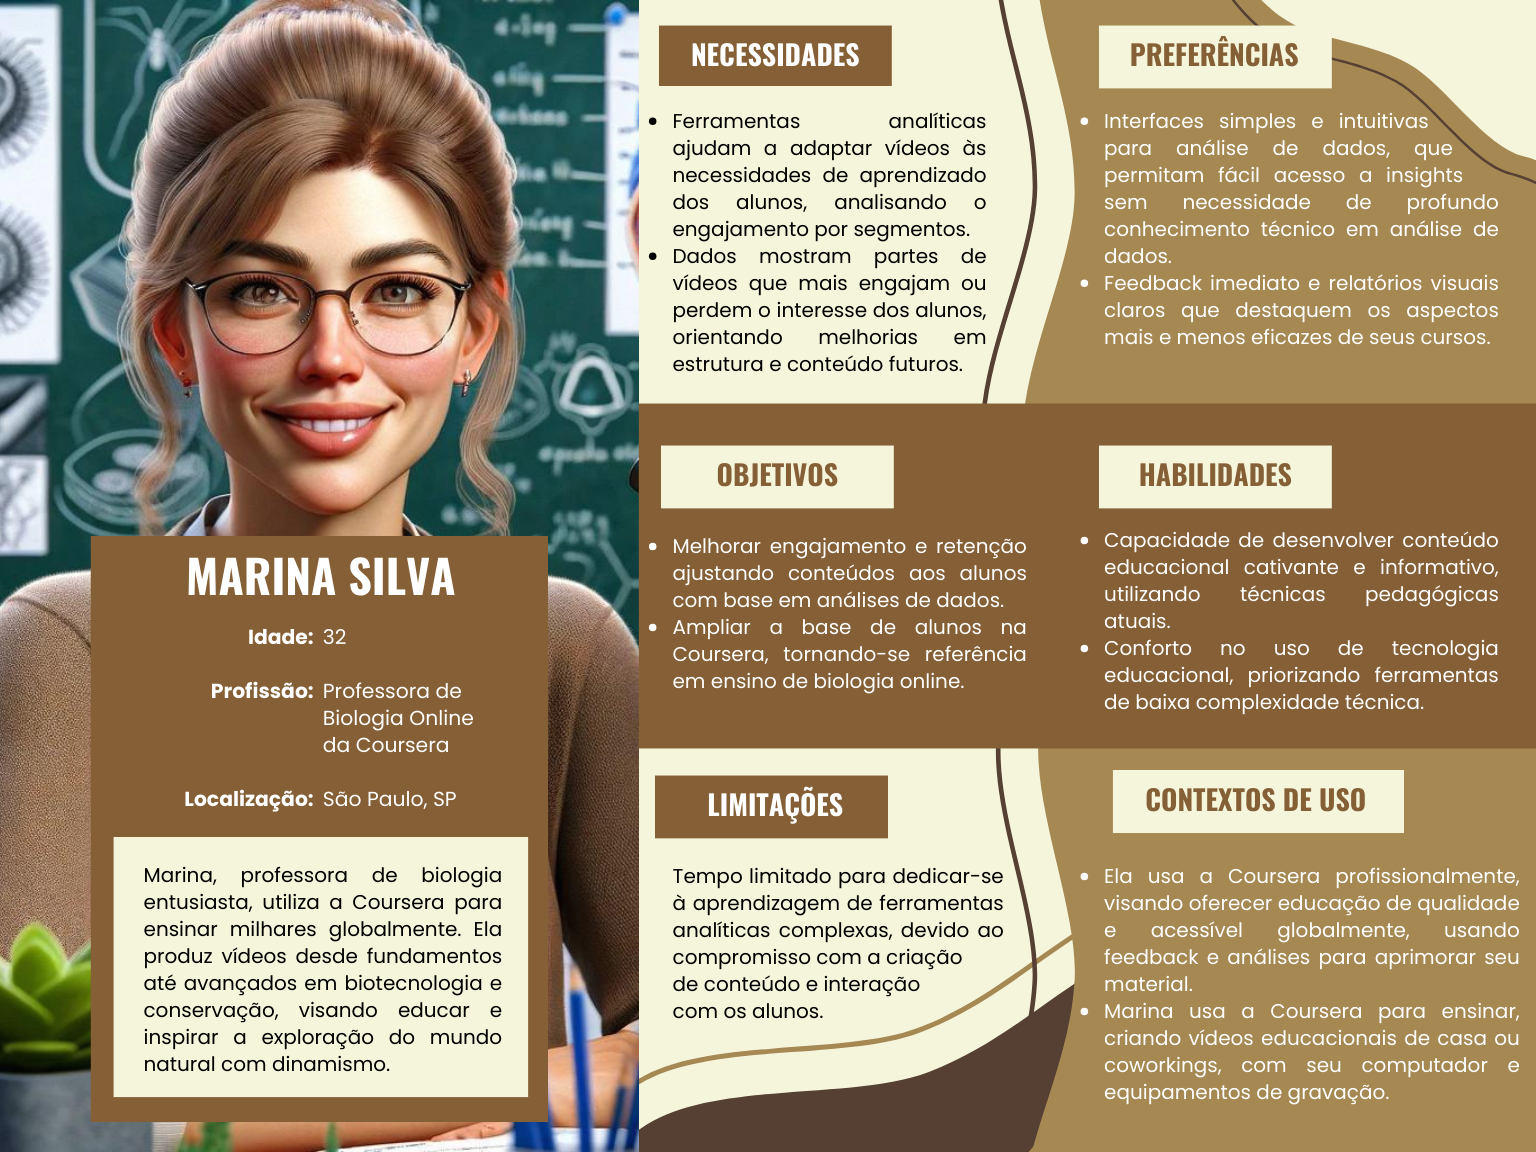 MARINA SILVA
Idade: 32
Profissão: Professora de
Biologia Online
da Coursera
Localização: São Paulo, SP
Marina, professora de biologia
entusiasta, utiliza a Coursera para
ensinar milhares globalmente. Ela
produz vídeos desde fundamentos
até avançados em biotecnologia e
conservação, visando educar e
inspirar a exploração do mundo
natural com dinamismo.
NECESSIDADES
• Ferramentas analíticas
ajudam a adaptar vídeos às
necessidades de aprendizado
dos alunos, analisando o
engajamento por segmentos.
• Dados mostram partes de
vídeos que mais engajam ou
perdem o interesse dos alunos,
orientando melhorias em
estrutura e conteúdo futuros.
PREFERÊNCIAS
• Interfaces simples e intuitivas
para análise de dados, que
permitam fácil acesso a insights
sem necessidade de profundo
conhecimento técnico em análise de
dados.
• Feedback imediato e relatórios visuais
claros que destaquem os aspectos
mais e menos eficazes de seus cursos.
OBJETIVOS
• Melhorar engajamento e retenção
ajustando conteúdos aos alunos
com base em análises de dados.
• Ampliar a base de alunos na
Coursera, tornando-se referência
em ensino de biologia online.
HABILIDADES
• Capacidade de desenvolver conteúdo
educacional cativante e informativo,
utilizando técnicas pedagógicas
atuais.
• Conforto no uso de tecnologia
educacional, priorizando ferramentas
de baixa complexidade técnica.
LIMITAÇÕES
Tempo limitado para dedicar-se
à aprendizagem de ferramentas
analíticas complexas, devido ao
compromisso com a criação
de conteúdo e interação
com os alunos.
CONTEXTOS DE USO
• Ela usa a Coursera profissionalmente,
visando oferecer educação de qualidade
e acessível globalmente, usando
feedback e análises para aprimorar seu
material.
• Marina usa a Coursera para ensinar,
criando vídeos educacionais de casa ou
coworkings, com seu computador e
equipamentos de gravação.